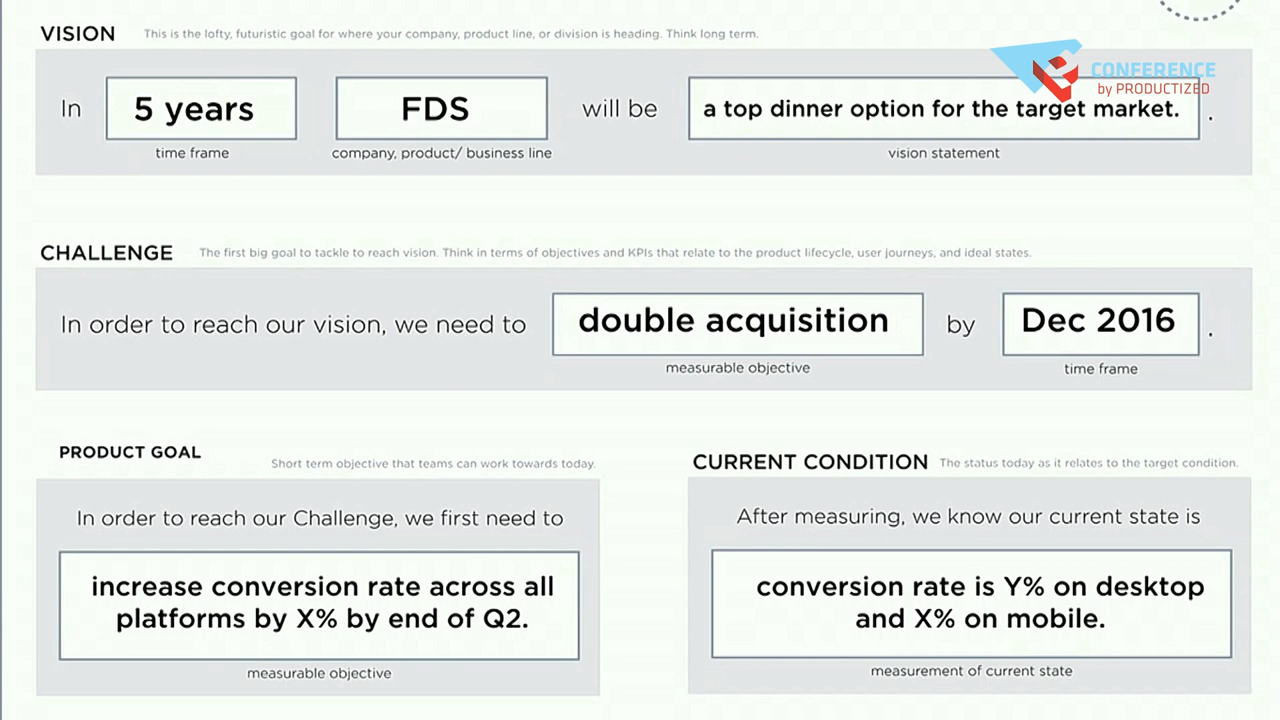 VISION This is the lofty, futuristic goal for where your company, product line, or division is heading. Think long term.
CONFERENCE
by PRODUCTIZED
In 5 years FDS will be a top dinner option for the target market. .
time frame company, product/ business line vision statement
CHALLENGE The first big goal to tackle to reach vision. Think in terms of objectives and KPIs that relate to the product lifecycle, user journeys, and ideal states.
In order to reach our vision, we need to double acquisition by Dec 2016 .
measurable objective time frame
PRODUCT GOAL Short term objective that teams can work towards today.
In order to reach our Challenge, we first need to
increase conversion rate across all
platforms by X% by end of Q2.
measurable objective
CURRENT CONDITION The status today as it relates to the target condition.
After measuring, we know our current state is
conversion rate is Y% on desktop
and X% on mobile.
measurement of current state